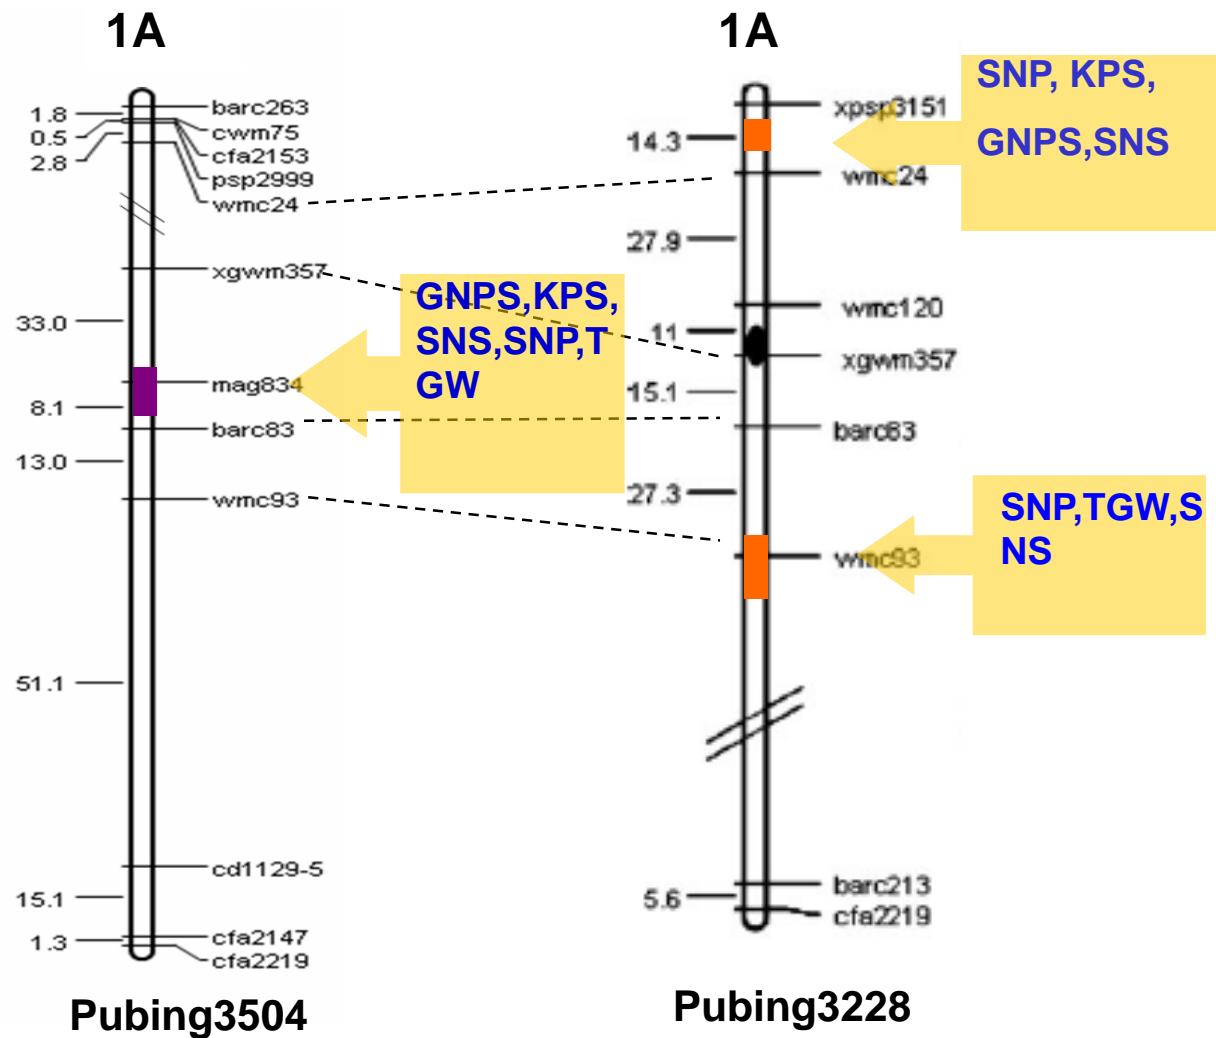 1A
1.8
0.5
2.8
barc263
cwm75
cfa2153
psp2999
wmc24
xgwm357
33.0
mag834
8.1
barc83
13.0
wmc93
51.1
cd1129-5
15.1
cfa2147
1.3
cfa2219
Pubing3504
GNPS,KPS,
SNS,SNP,T
GW
1A
xpsp3151
14.3
wmc24
27.9
wmc120
11
xgwm357
15.1
barc83
27.3
wmc93
barc213
5.6
cfa2219
Pubing3228
SNP, KPS,
GNPS,SNS
SNP,TGW,S
NS